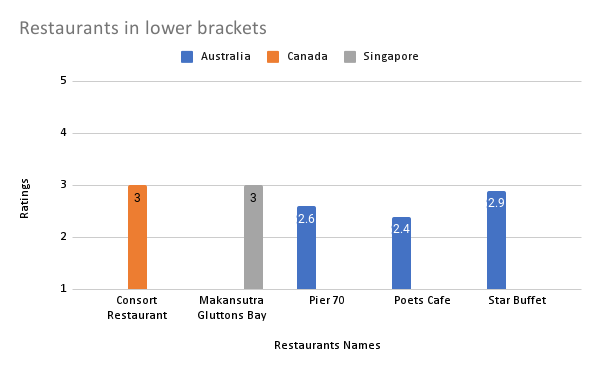 Restaurants in lower brackets
Australia Canada Singapore
5
4
3
2
1
Ratings
3
3
2.6
2.4
2.9
Consort
Restaurant
Makansutra
Gluttons Bay
Pier 70
Poets Cafe
Star Buffet
Restaurants Names